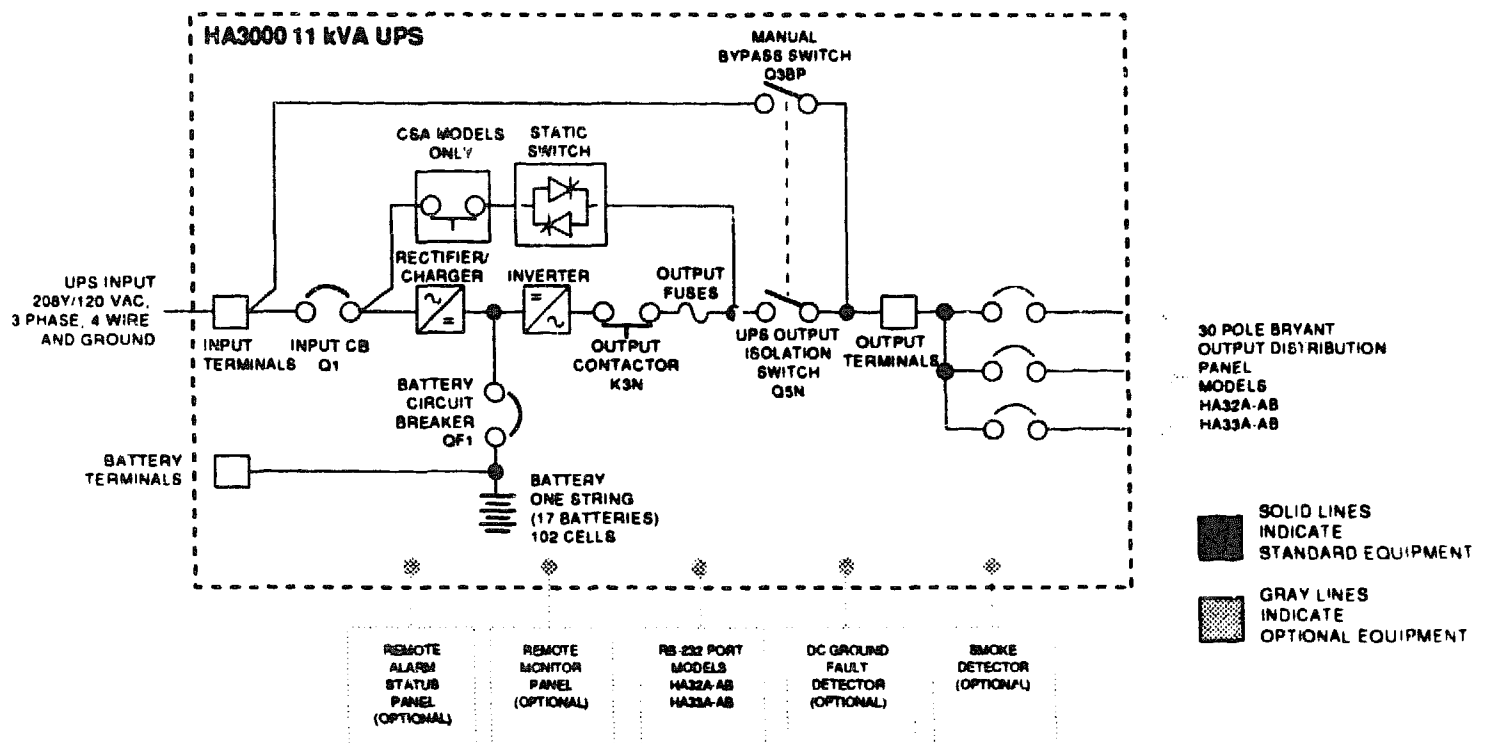 HA3000 11 kVA UPS
MANUAL
BYPASS SWITCH
Q3BP
CSA MODELS
ONLY
STATIC
SWITCH
RECTIFIER/
CHARGER
INVERTER
OUTPUT
FUSES
UPS INPUT
208Y/120 VAC,
3 PHASE, 4 WIRE
AND GROUND
INPUT
TERMINALS
INPUT CB
Q1
OUTPUT
CONTACTOR
K3N
UPS OUTPUT
ISOLATION
SWITCH
Q5N
OUTPUT
TERMINALS
30 POLE BRYANT
OUTPUT DISTRIBUTION
PANEL
MODELS
HA32A-AB
HA33A-AB
BATTERY
CIRCUIT
BREAKER
QF1
BATTERY
TERMINALS
BATTERY
ONE STRING
(17 BATTERIES)
102 CELLS
SOLID LINES
INDICATE
STANDARD EQUIPMENT
GRAY LINES
INDICATE
OPTIONAL EQUIPMENT
REMOTE
ALARM
STATUS
PANEL
(OPTIONAL)
REMOTE
MONITOR
PANEL
(OPTIONAL)
RS-232 PORT
MODELS
HA32A-AB
HA33A-AB
DC GROUND
FAULT
DETECTOR
(OPTIONAL)
SMOKE
DETECTOR
(OPTIONAL)